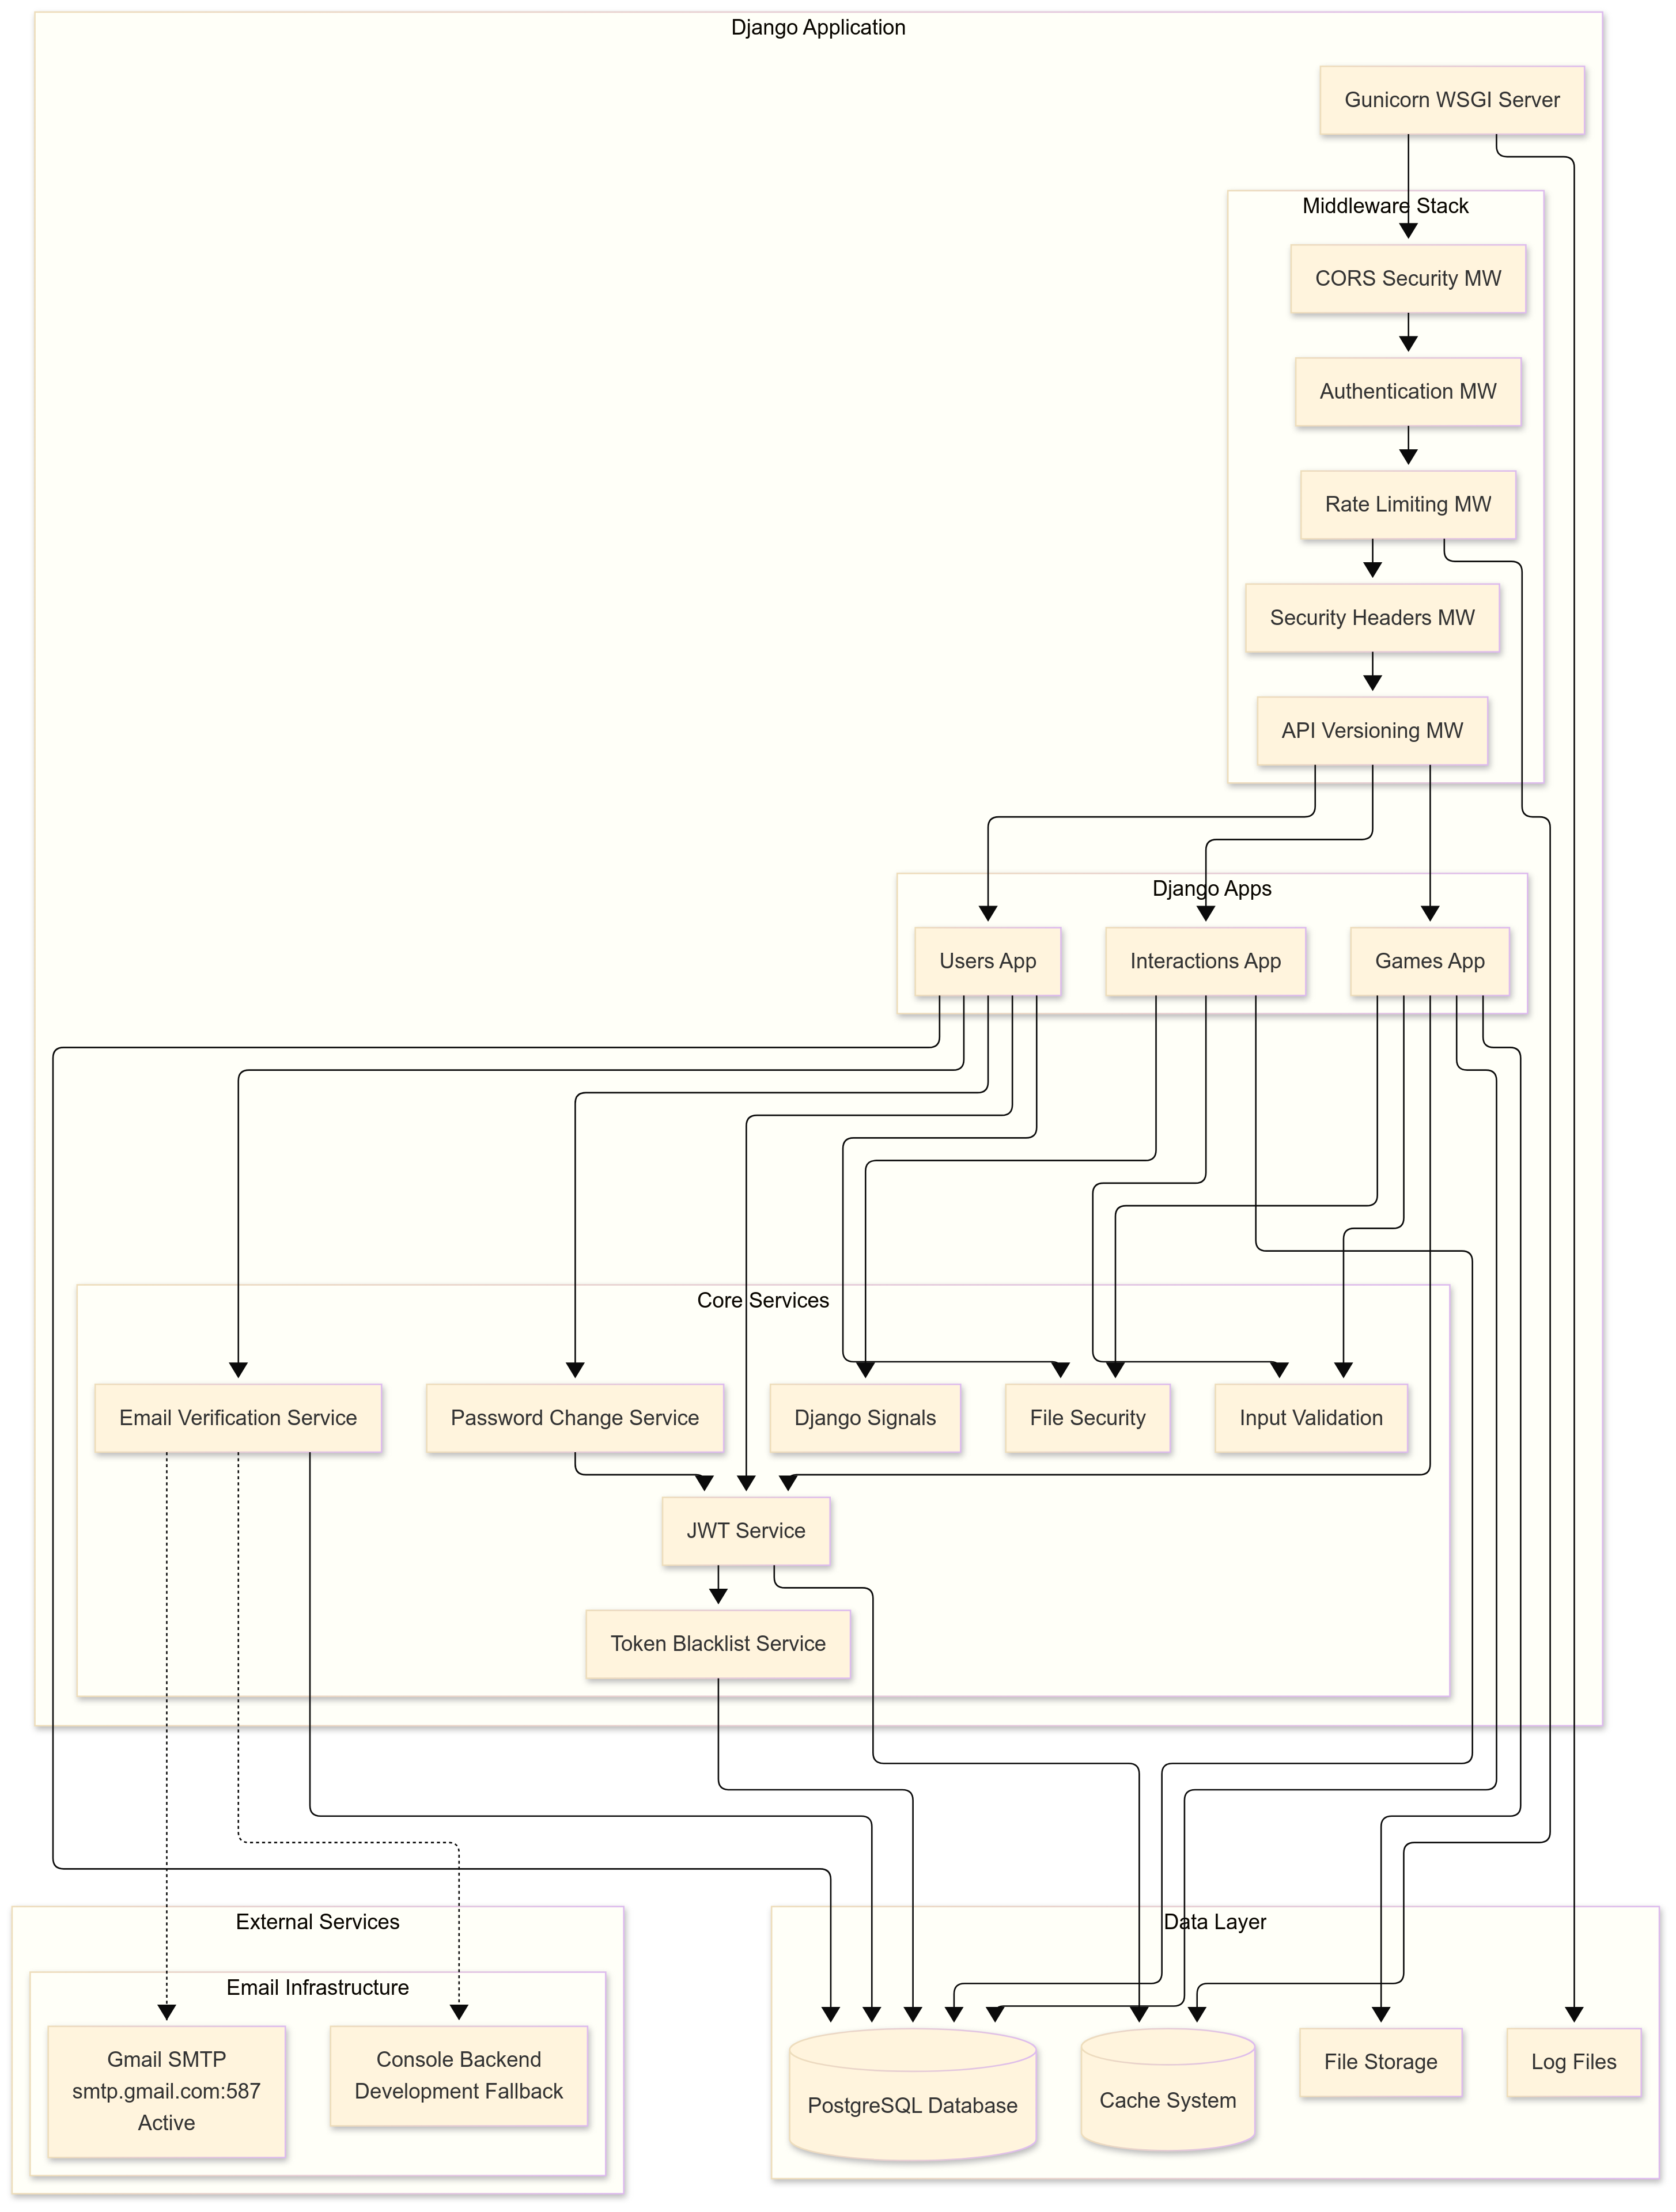 Django Application
Gunicorn WSGI Server
Middleware Stack
CORS Security MW
Authentication MW
Rate Limiting MW
Security Headers MW
API Versioning MW
Django Apps
Users App
Interactions App
Games App
Core Services
Email Verification Service
Password Change Service
Django Signals
File Security
Input Validation
JWT Service
Token Blacklist Service
External Services
Email Infrastructure
Gmail SMTP
smtp.gmail.com:587
Active
Console Backend
Development Fallback
Data Layer
PostgreSQL Database
Cache System
File Storage
Log Files